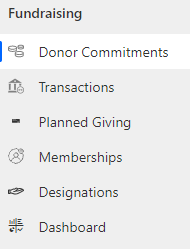 Fundraising
Donor Commitments
Transactions
Planned Giving
Memberships
Designations
Dashboard